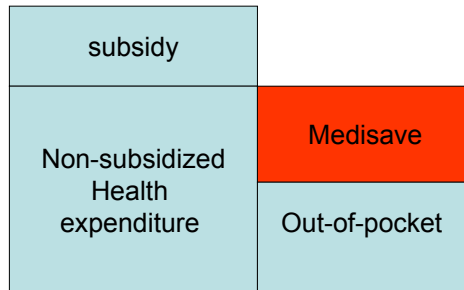 subsidy
Non-subsidized
Health
expenditure
Medisave
Out-of-pocket